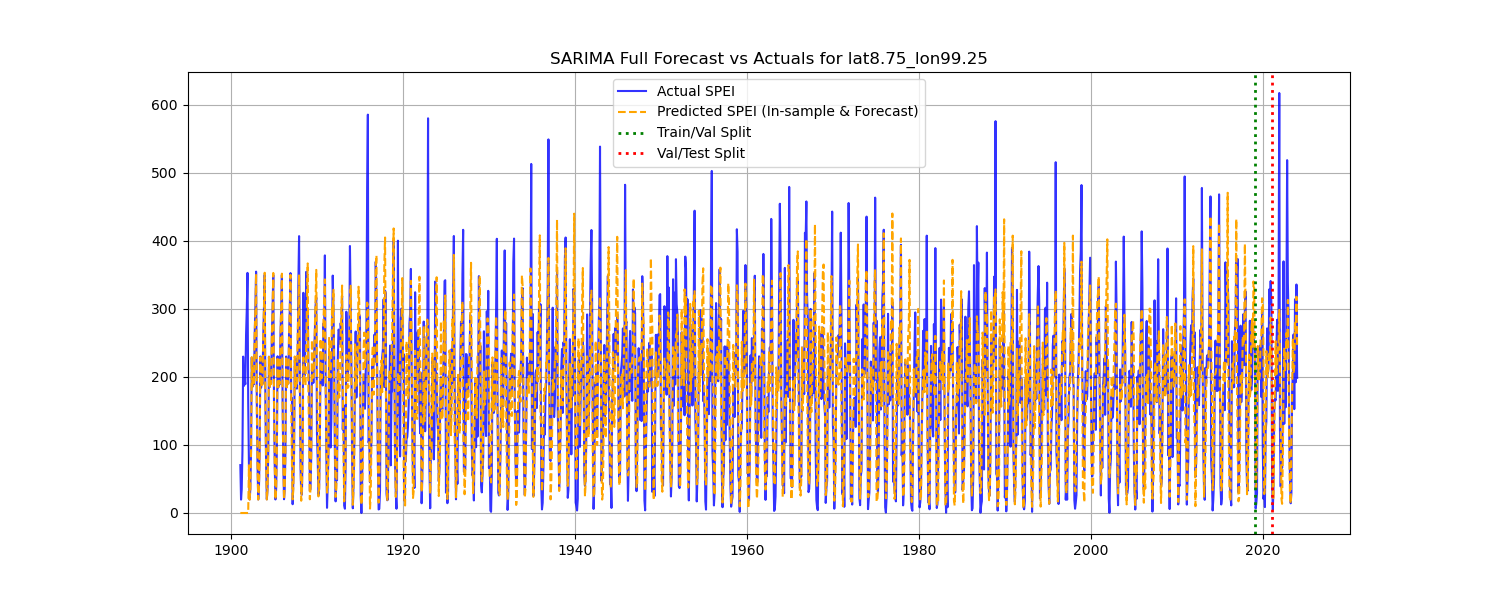 SARIMA Full Forecast vs Actuals for lat8.75_lon99.25
Actual SPEI
Predicted SPEI (In-sample & Forecast)
Train/Val Split
Val/Test Split
600
500
400
300
200
100
0
1900 1920 1940 1960 1980 2000 2020